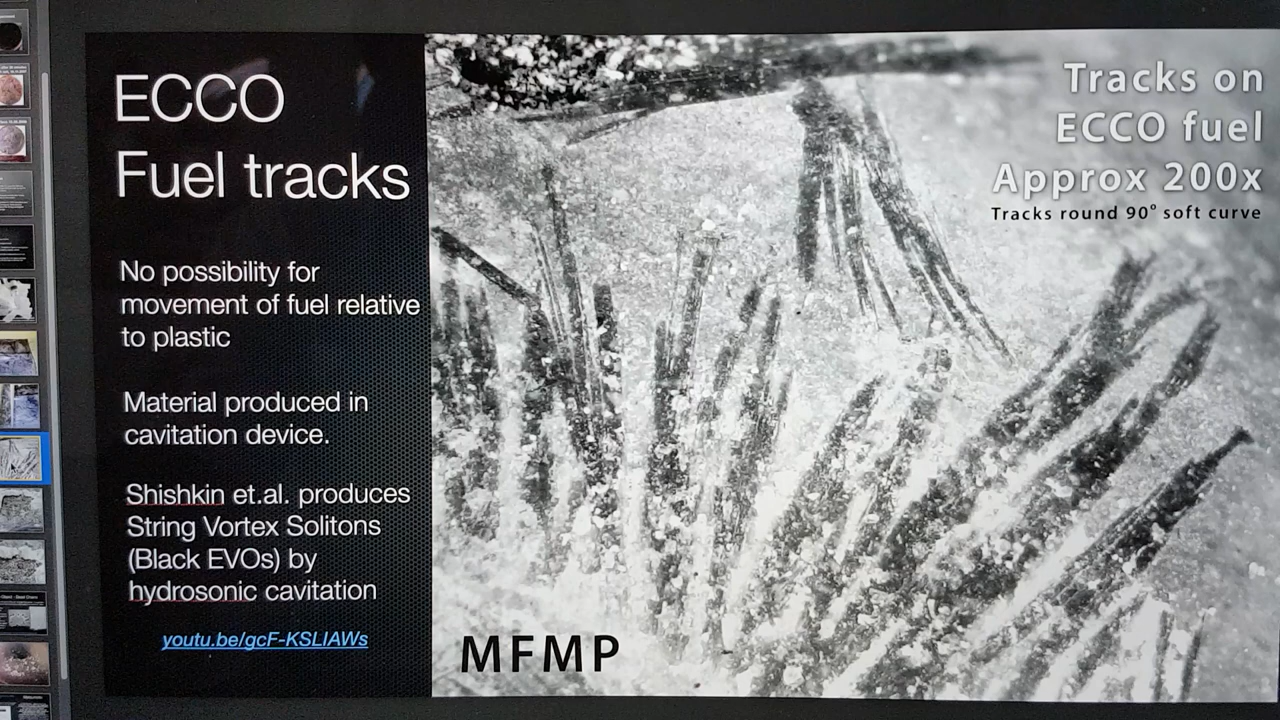 ECCO
Fuel tracks
No possibility for
movement of fuel relative
to plastic
Material produced in
cavitation device.
Shishkin et.al. produces
String Vortex Solitons
(Black EVOs) by
hydrosonic cavitation
youtu.be/gcF-KSLIAWs
Tracks on
ECCO fuel
Approx 200x
Tracks round 90° soft curve
MFMP